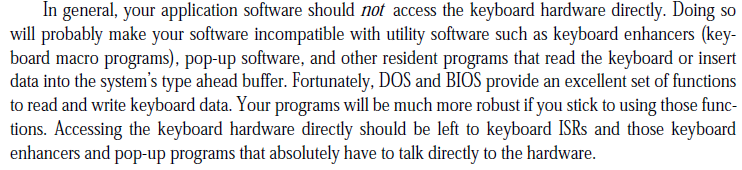 In general, your application software should not access the keyboard hardware directly. Doing so
will probably make your software incompatible with utility software such as keyboard enhancers (key-
board macro programs), pop-up software, and other resident programs that read the keyboard or insert
data into the system's type ahead buffer. Fortunately, DOS and BIOS provide an excellent set of functions
to read and write keyboard data. Your programs will be much more robust if you stick to using those func-
tions. Accessing the keyboard hardware directly should be left to keyboard ISRs and those keyboard
enhancers and pop-up programs that absolutely have to talk directly to the hardware.